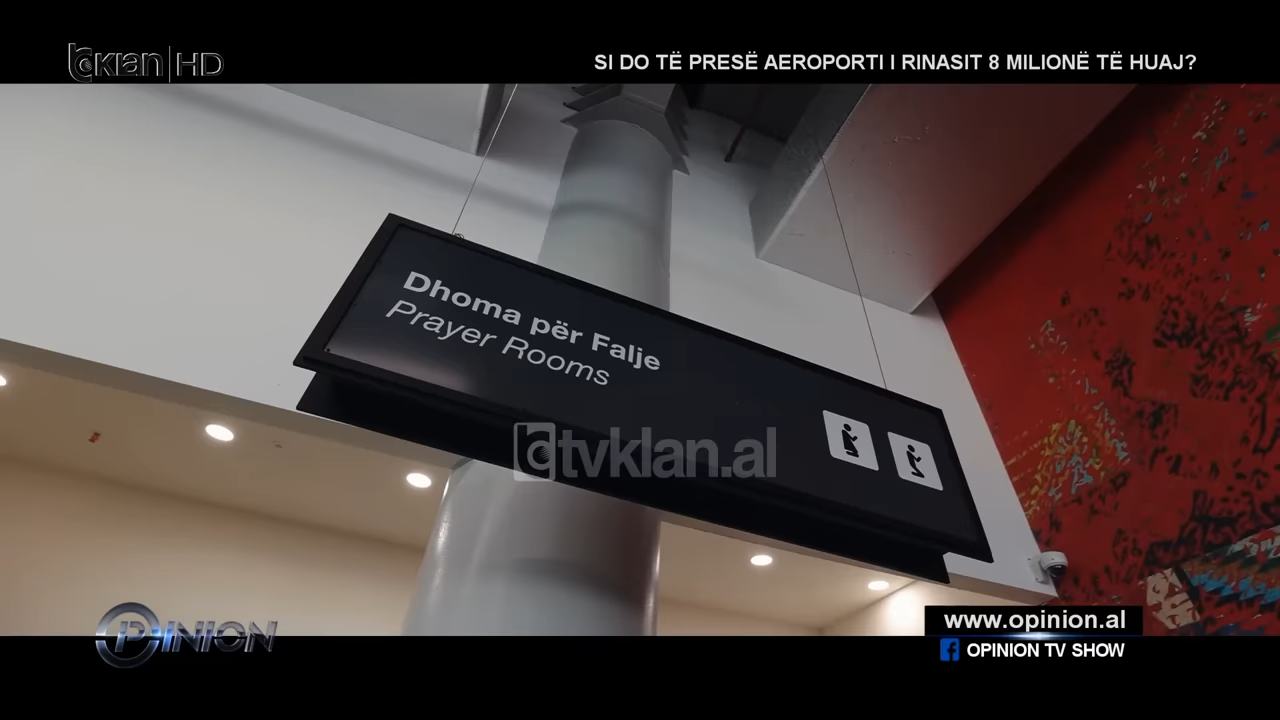 tvklan HD
SI DO TË PRESË AEROPORTI I RINASIT 8 MILIONË TË HUAJ?
Dhoma për Falje
Prayer Rooms
tvklan.al
OPINION
www.opinion.al
OPINION TV SHOW